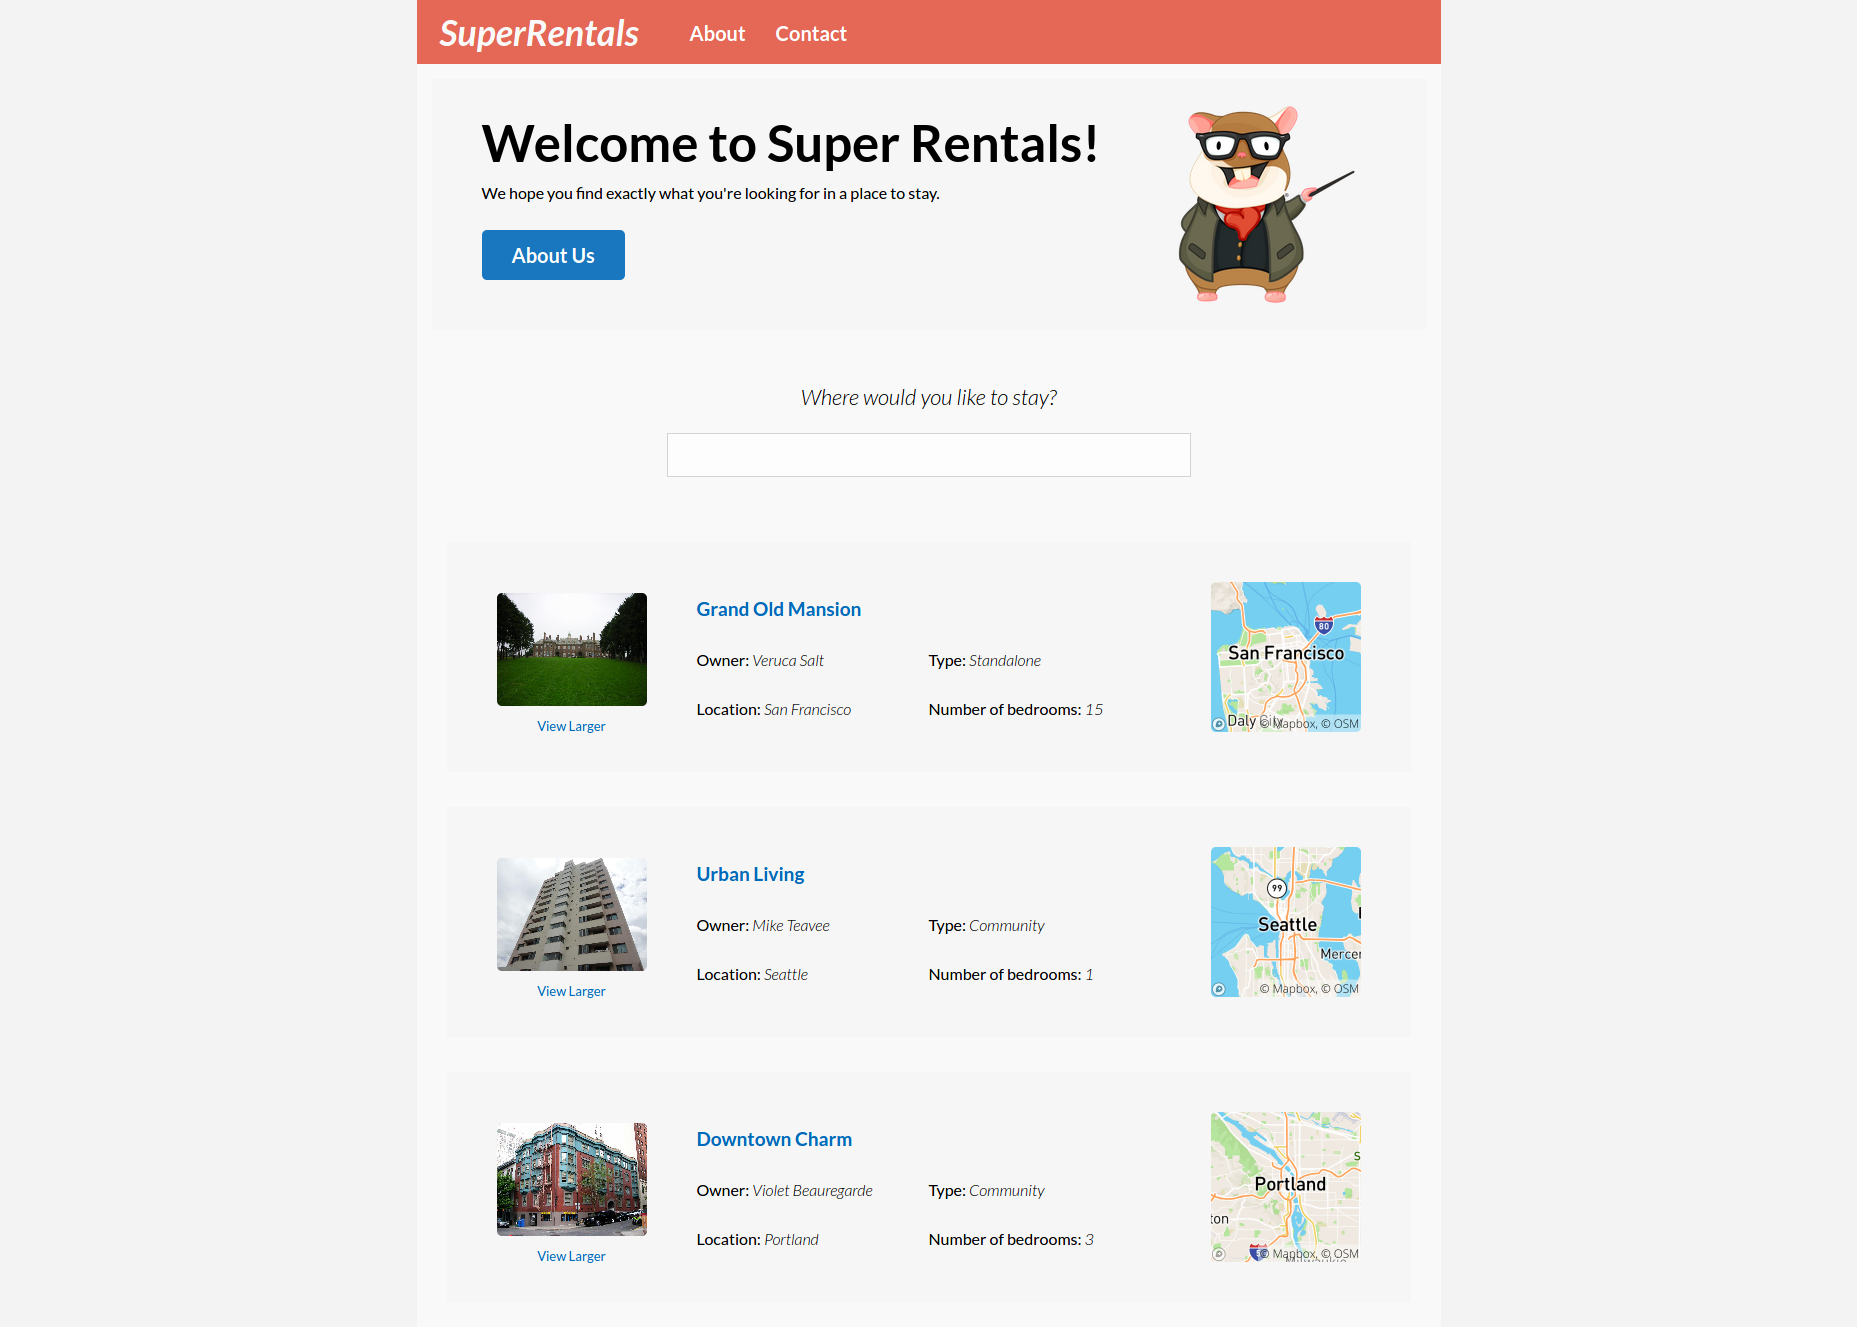 SuperRentals About Contact
Welcome to Super Rentals!
We hope you find exactly what you're looking for in a place to stay.
About Us
Where would you like to stay?
Grand Old Mansion
Owner: Veruca Salt Type: Standalone
Location: San Francisco Number of bedrooms: 15
View Larger
80
San Francisco
Daly City
© Mapbox, © OSM
Urban Living
Owner: Mike Teavee Type: Community
Location: Seattle Number of bedrooms: 1
View Larger
99
Seattle
Mercer
© Mapbox, © OSM
Downtown Charm
Owner: Violet Beauregarde Type: Community
Location: Portland Number of bedrooms: 3
View Larger
S
Portland
ton
© Mapbox, © OSM